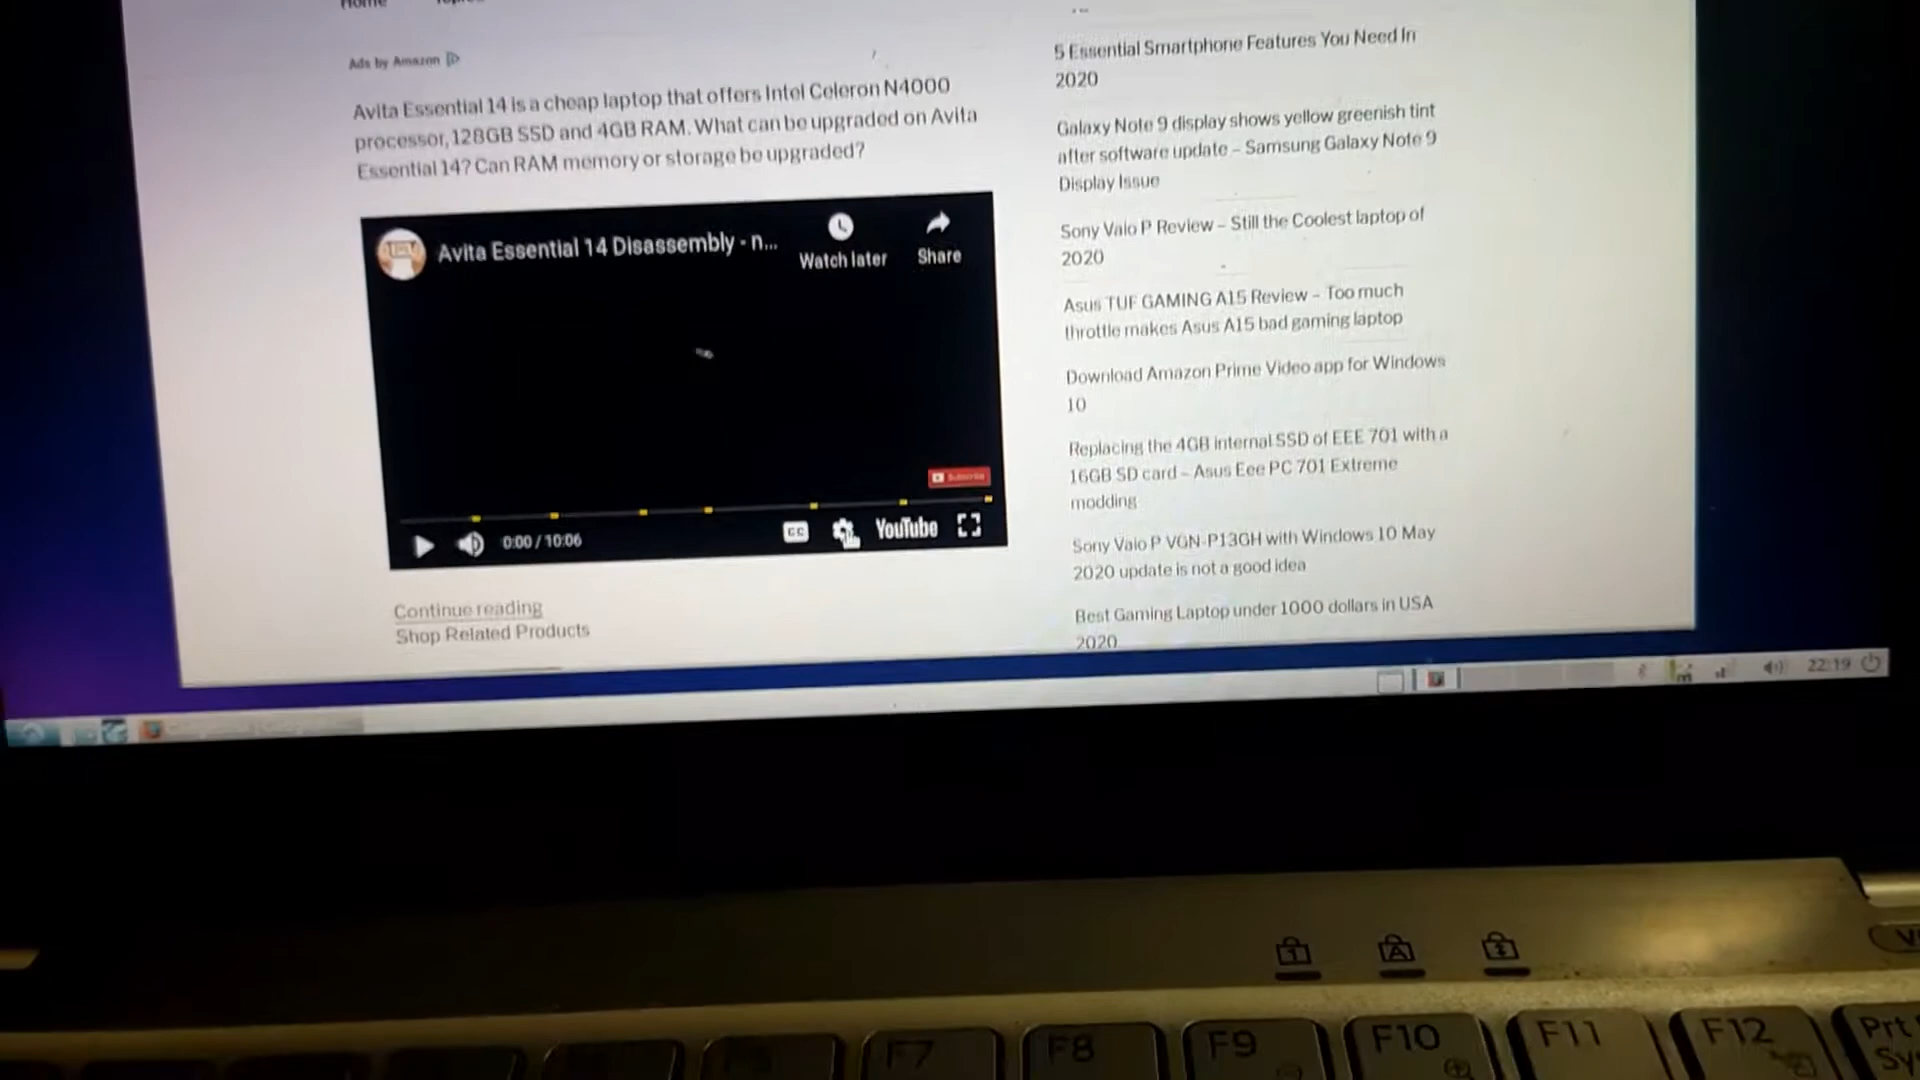 Home
Ads by Amazon
Avita Essential 14 is a cheap laptop that offers Intel Celeron N4000
processor, 128GB SSD and 4GB RAM. What can be upgraded on Avita
Essential 14? Can RAM memory or storage be upgraded?
Avita Essential 14 Disassembly - n...
Watch later
Share
Subscribe
0:00 / 10:06
CC
YouTube
Continue reading
Shop Related Products
5 Essential Smartphone Features You Need In
2020
Galaxy Note 9 display shows yellow greenish tint
after software update – Samsung Galaxy Note 9
Display Issue
Sony Vaio P Review – Still the Coolest laptop of
2020
Asus TUF GAMING A15 Review – Too much
throttle makes Asus A15 bad gaming laptop
Download Amazon Prime Video app for Windows
10
Replacing the 4GB internal SSD of EEE 701 with a
16GB SD card – Asus Eee PC 701 Extreme
modding
Sony Vaio P VGN-P13GH with Windows 10 May
2020 update is not a good idea
Best Gaming Laptop under 1000 dollars in USA
2020
22:19
1
A
F7
F8
F9
F10
F11
F12
Prt
Sy